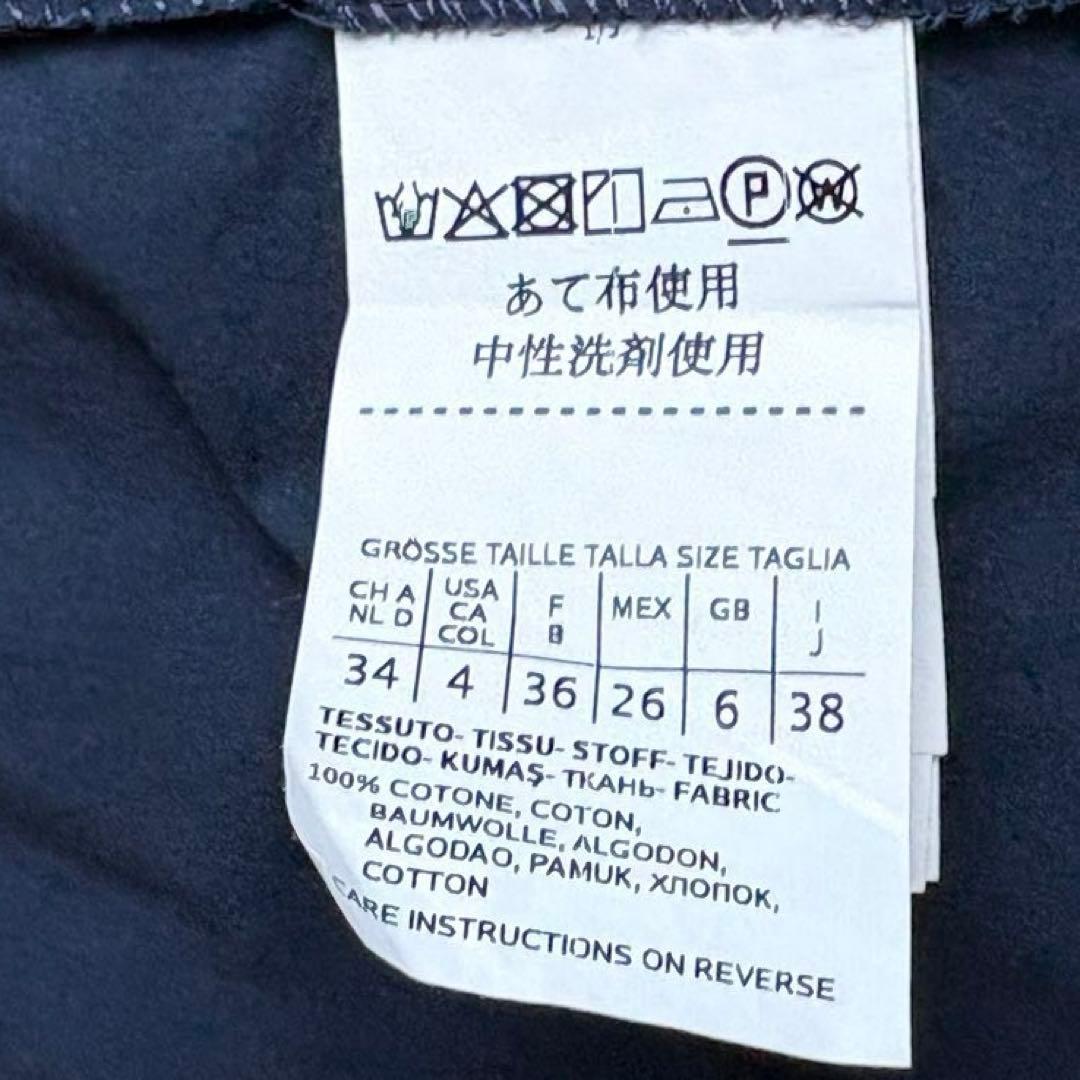 P W
あて布使用
中性洗剤使用
GRÖSSE TAILLE TALLA SIZE TAGLIA
CH A NL D | USA CA COL | F B | MEX | GB | I J
34 | 4 | 36 | 26 | 6 | 38
TESSUTO- TISSU- STOFF- TEJIDO-
TECIDO- KUMAŞ- ТКАНЬ- FABRIC
100% COTONE, COTON,
BAUMWOLLE, ALGODON,
ALGODAO, PAMUK, ХЛОПОК,
COTTON
CARE INSTRUCTIONS ON REVERSE